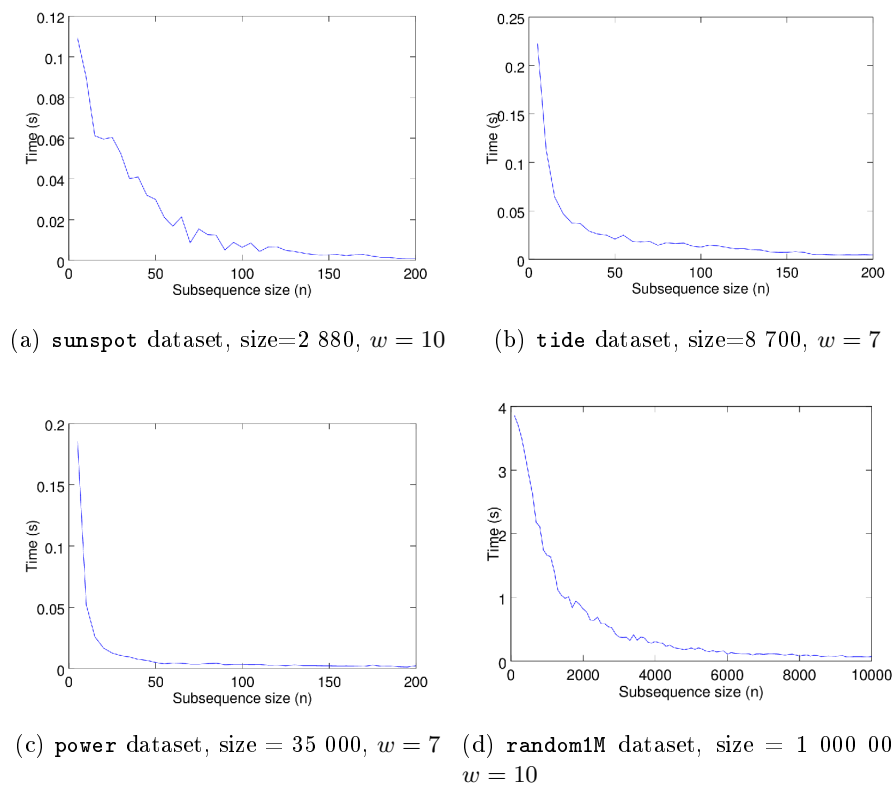 0.12
0.1
0.08
0.06
0.04
0.02
0
Time (s)
0 50 100 150 200
Subsequence size (n)
(a) sunspot dataset, size=2 880, w = 10
0.25
0.2
0.15
0.1
0.05
0
Time (s)
0 50 100 150 200
Subsequence size (n)
(b) tide dataset, size=8 700, w = 7
0.2
0.15
0.1
0.05
0
Time (s)
0 50 100 150 200
Subsequence size (n)
(c) power dataset, size = 35 000, w = 7
4
3
2
1
0
Time (s)
0 2000 4000 6000 8000 10000
Subsequence size (n)
(d) random1M dataset, size = 1 000 00
w = 10